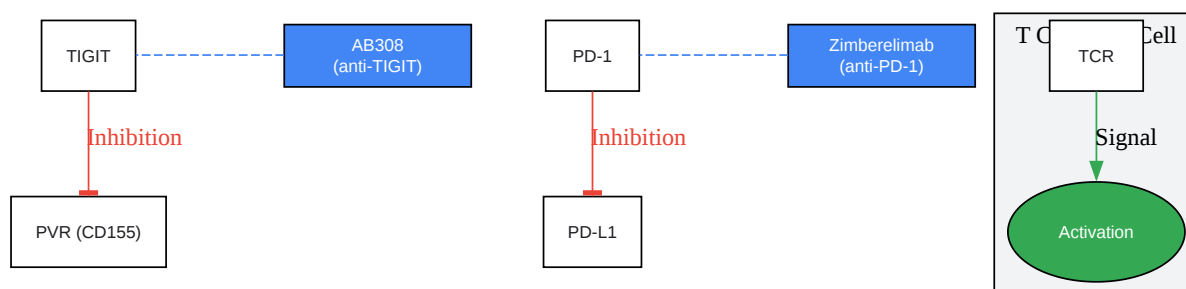 TIGIT
AB308
(anti-TIGIT)
PD-1
Zimberelimab
(anti-PD-1)
T C
Cell
TCR
Inhibition
Inhibition
Signal
PVR (CD155)
PD-L1
Activation